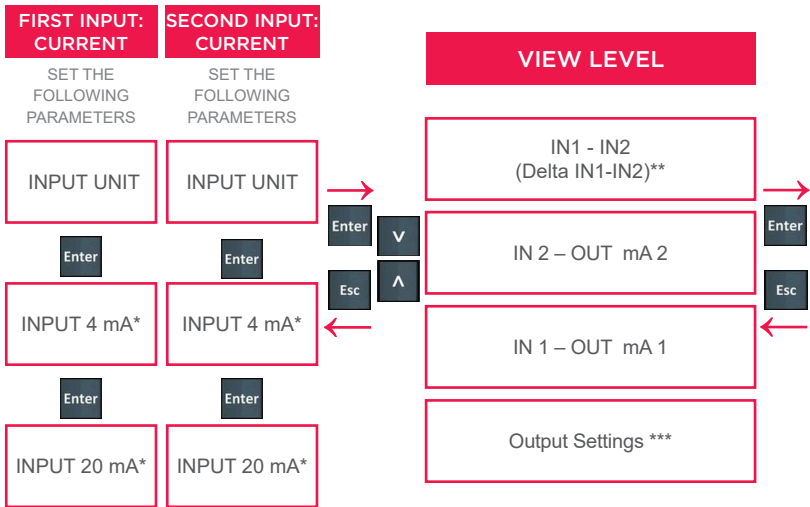 FIRST INPUT:
CURRENT
SET THE
FOLLOWING
PARAMETERS
INPUT UNIT
Enter
INPUT 4 mA*
Enter
INPUT 20 mA*
SECOND INPUT:
CURRENT
SET THE
FOLLOWING
PARAMETERS
INPUT UNIT
Enter
INPUT 4 mA*
Enter
INPUT 20 mA*
Enter
Esc
VIEW LEVEL
IN1 - IN2
(Delta IN1-IN2)**
IN 2 – OUT mA 2
IN 1 – OUT mA 1
Output Settings ***
Enter
Esc